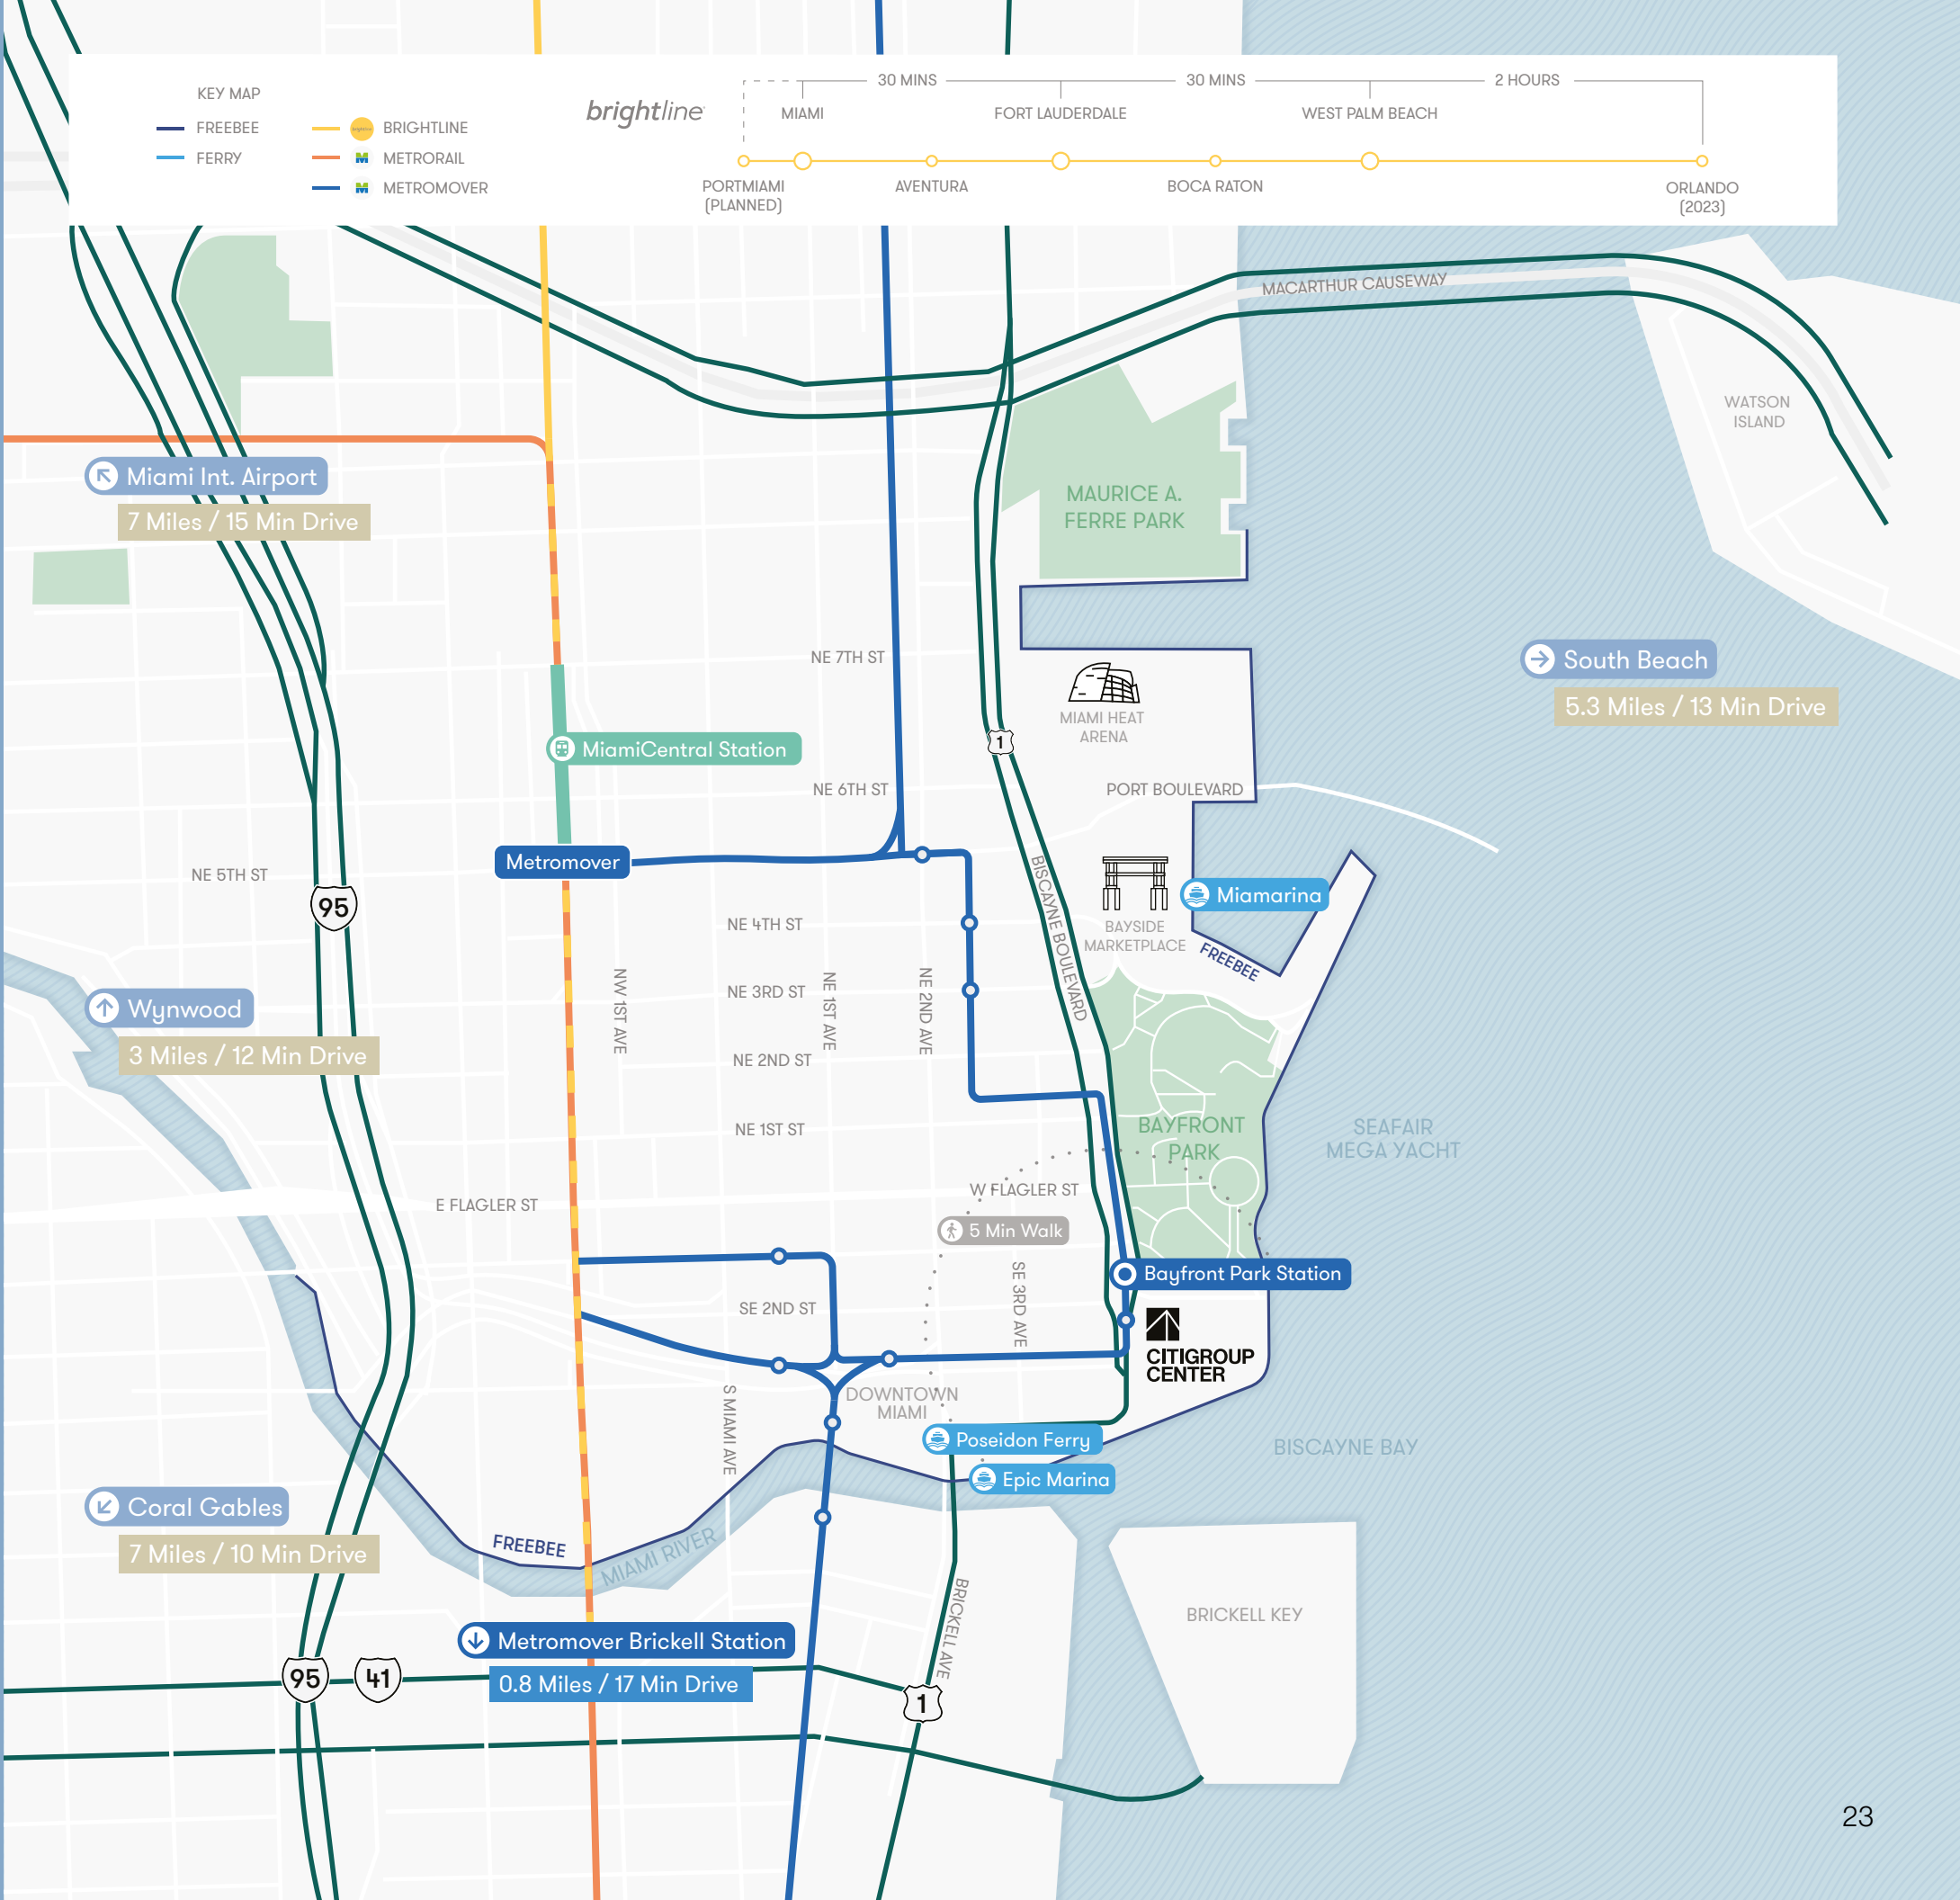 KEY MAP
FREEBEE
FERRY
BRIGHTLINE
METRORAIL
METROMOVER
brightline
30 MINS
30 MINS
2 HOURS
MIAMI
FORT LAUDERDALE
WEST PALM BEACH
PORTMIAMI
(PLANNED)
AVENTURA
BOCA RATON
ORLANDO
(2023)
MACARTHUR CAUSEWAY
WATSON
ISLAND
Miami Int. Airport
7 Miles / 15 Min Drive
MAURICE A.
FERRE PARK
NE 7TH ST
South Beach
5.3 Miles / 13 Min Drive
MIAMI HEAT
ARENA
1
MiamiCentral Station
NE 6TH ST
PORT BOULEVARD
Metromover
NE 5TH ST
95
BISCAYNE BOULEVARD
Miamarina
BAYSIDE
MARKETPLACE
FREEBEE
NE 4TH ST
NE 3RD ST
NW 1ST AVE
NE 1ST AVE
NE 2ND AVE
Wynwood
3 Miles / 12 Min Drive
NE 2ND ST
NE 1ST ST
BAYFRONT
PARK
SEAFAIR
MEGA YACHT
E FLAGLER ST
W FLAGLER ST
5 Min Walk
Bayfront Park Station
SE 2ND ST
SE 3RD AVE
CITIGROUP
CENTER
S MIAMI AVE
DOWNTOWN
MIAMI
Poseidon Ferry
BISCAYNE BAY
Epic Marina
Coral Gables
7 Miles / 10 Min Drive
FREEBEE
MIAMI RIVER
BRICKELL AVE
BRICKELL KEY
Metromover Brickell Station
0.8 Miles / 17 Min Drive
95
41
1
23